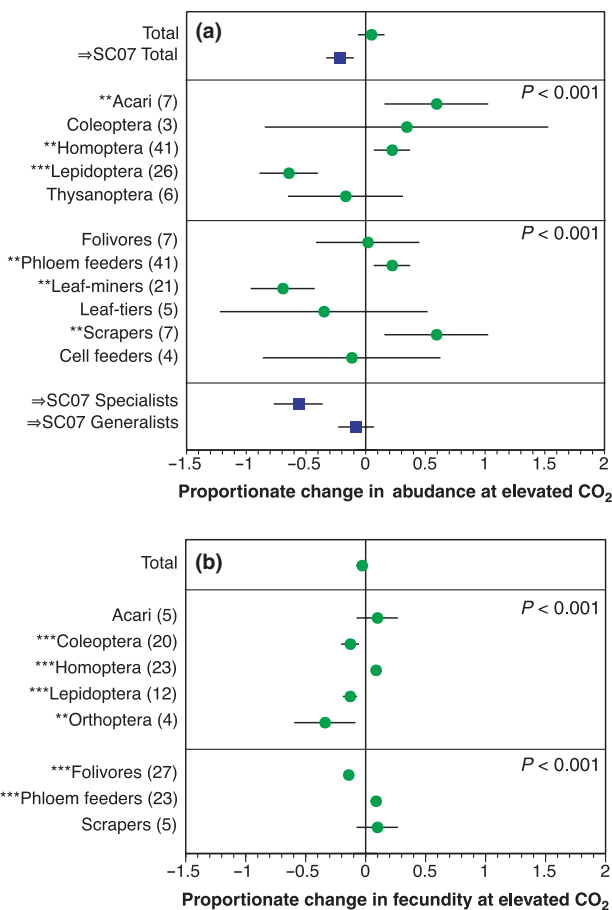 (a)
Total
⇒SC07 Total
P < 0.001
**Acari (7)
Coleoptera (3)
**Homoptera (41)
***Lepidoptera (26)
Thysanoptera (6)
P < 0.001
Folivores (7)
**Phloem feeders (41)
**Leaf-miners (21)
Leaf-tiers (5)
**Scrapers (7)
Cell feeders (4)
⇒SC07 Specialists
⇒SC07 Generalists
−1.5 −1 −0.5 0 0.5 1 1.5 2
Proportionate change in abudance at elevated CO2
(b)
Total
P < 0.001
Acari (5)
***Coleoptera (20)
***Homoptera (23)
***Lepidoptera (12)
**Orthoptera (4)
P < 0.001
***Folivores (27)
***Phloem feeders (23)
Scrapers (5)
−1.5 −1 −0.5 0 0.5 1 1.5 2
Proportionate change in fecundity at elevated CO2